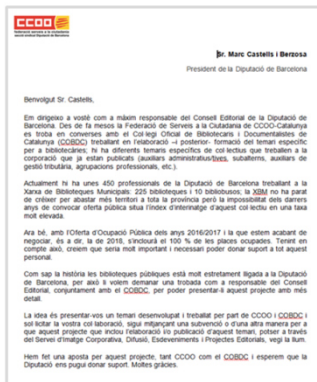 CCOO
federació serveis a la ciutadania
Sr. Marc Castells i Berzosa
President de la Diputació de Barcelona
Benvolgut Sr. Castells,
Em dirigeixo a vostè com a màxim responsable del Consell Editorial de la Diputació de
Barcelona. Des de fa mesos la Federació de Serveis a la Ciutadania de CCOO-Catalunya
es troba en converses amb el Col·legi Oficial de Bibliotecaris i Documentalistes de
Catalunya (COBDC) treballant en l'elaboració –i posterior- formació del temari específic
per a bibliotecànes; hi ha diferents temaris específics de col·lectius que treballen a la
corporació que ja estan publicats (auxiliars administratius/tives, subalterns, auxiliars de
gestió tributària, agrupacions professionals, etc.).
Actualment hi ha unes 450 professionals de la Diputació de Barcelona treballant a la
Xarxa de Biblioteques Municipals: 225 biblioteques i 10 bibliobusos; la XBM no ha parat
de créixer per abastar més territori a tota la província però la impossibilitat dels darrers
anys de convocar oferta pública situa l'índex d'interinatge d'aquest col·lectiu en una taxa
molt elevada.
Ara bé, amb l'Oferta d'Ocupació Pública dels anys 2016/2017 i la que estem acabant de
negociar, és a dir, la de 2018, s'inclourà el 100 % de les places ocupades. Tenint en
compte això, creiem que seria molt important i necessari poder donar suport a tot aquest
personal.
Com sap la història les biblioteques públiques està molt estretament lligada a la Diputació
de Barcelona, per això li volem demanar una trobada com a responsable del Consell
Editorial, conjuntament amb el COBDC, per poder presentar-li aquest projecte amb més
detall.
La idea és presentar-vos un temari desenvolupat i treballat per part de CCOO i COBDC i
sol·licitar la vostra col·laboració, sigui mitjançant una subvenció o d'una altra manera per a
que aquest projecte que inclou l'elaboració i/o publicació d'aquest temari, potser a través
del Servei d'Imatge Corporativa, Difusió, Esdeveniments i Projectes Editorials, vegi la llum.
Hem fet una aposta per aquest projecte, tant CCOO com el COBDC i esperem que la
Diputació ens pugui donar suport. Moltes gràcies.